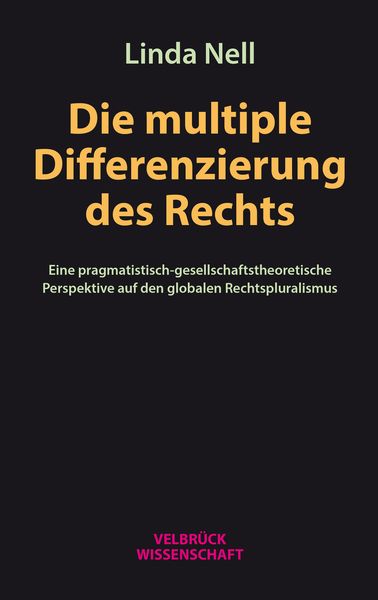 Linda Nell
Die multiple
Differenzierung
des Rechts
Eine pragmatistisch-gesellschaftstheoretische
Perspektive auf den globalen Rechtspluralismus
VELBRÜCK
WISSENSCHAFT